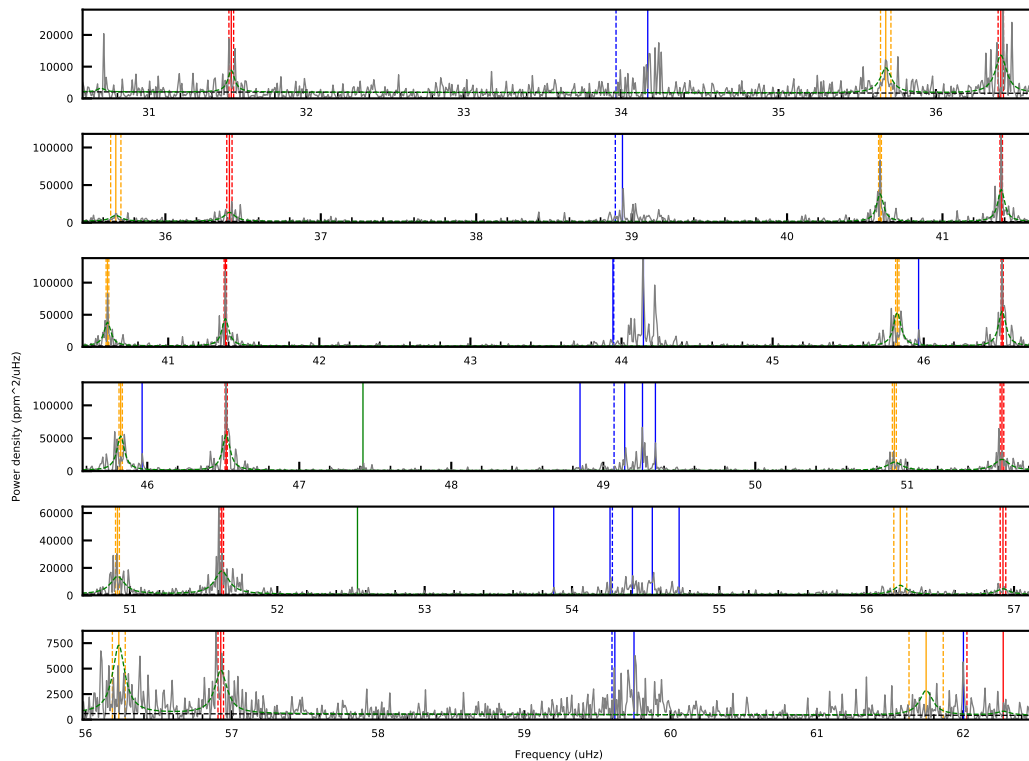 20000
10000
0
31 32 33 34 35 36
100000
50000
0
36 37 38 39 40 41
100000
50000
0
41 42 43 44 45 46
100000
50000
0
46 47 48 49 50 51
60000
40000
20000
0
51 52 53 54 55 56 57
7500
5000
2500
0
56 57 58 59 60 61 62
Power density (ppm^2/uHz)
Frequency (uHz)